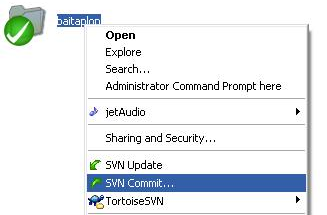 baitaplon
Open
Explore
Search...
Administrator Command Prompt here
jetAudio
Sharing and Security...
SVN Update
SVN Commit...
TortoiseSVN